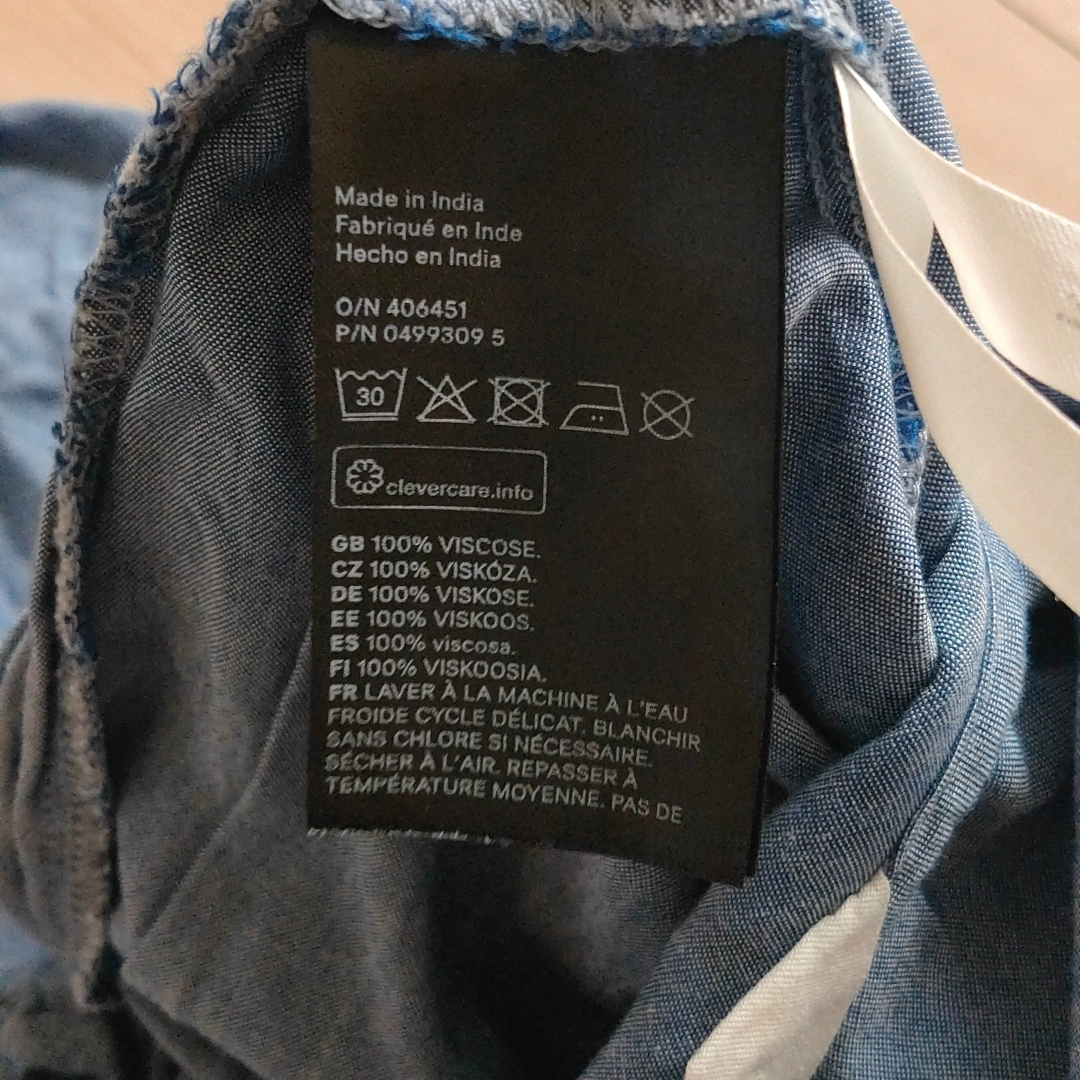 Made in India
Fabriqué en Inde
Hecho en India
O/N 406451
P/N 0499309 5
30
clevercare.info
GB 100% VISCOSE.
CZ 100% VISKÓZA.
DE 100% VISKOSE.
EE 100% VISKOOS.
ES 100% viscosa.
FI 100% VISKOOSIA.
FR LAVER À LA MACHINE À L'EAU
FROIDE CYCLE DÉLICAT. BLANCHIR
SANS CHLORE SI NÉCESSAIRE.
SÉCHER À L'AIR. REPASSER À
TEMPÉRATURE MOYENNE. PAS DE